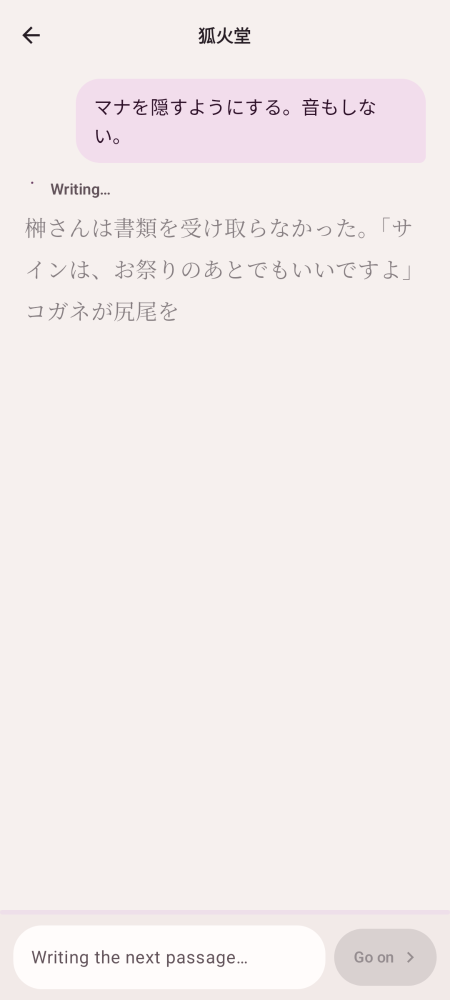 狐火堂
マナを隠すようにする。音もしな
い。
Writing…
榊さんは書類を受け取らなかった。「サ
インは、お祭りのあとでもいいですよ」
コガネが尻尾を
Writing the next passage…
Go on